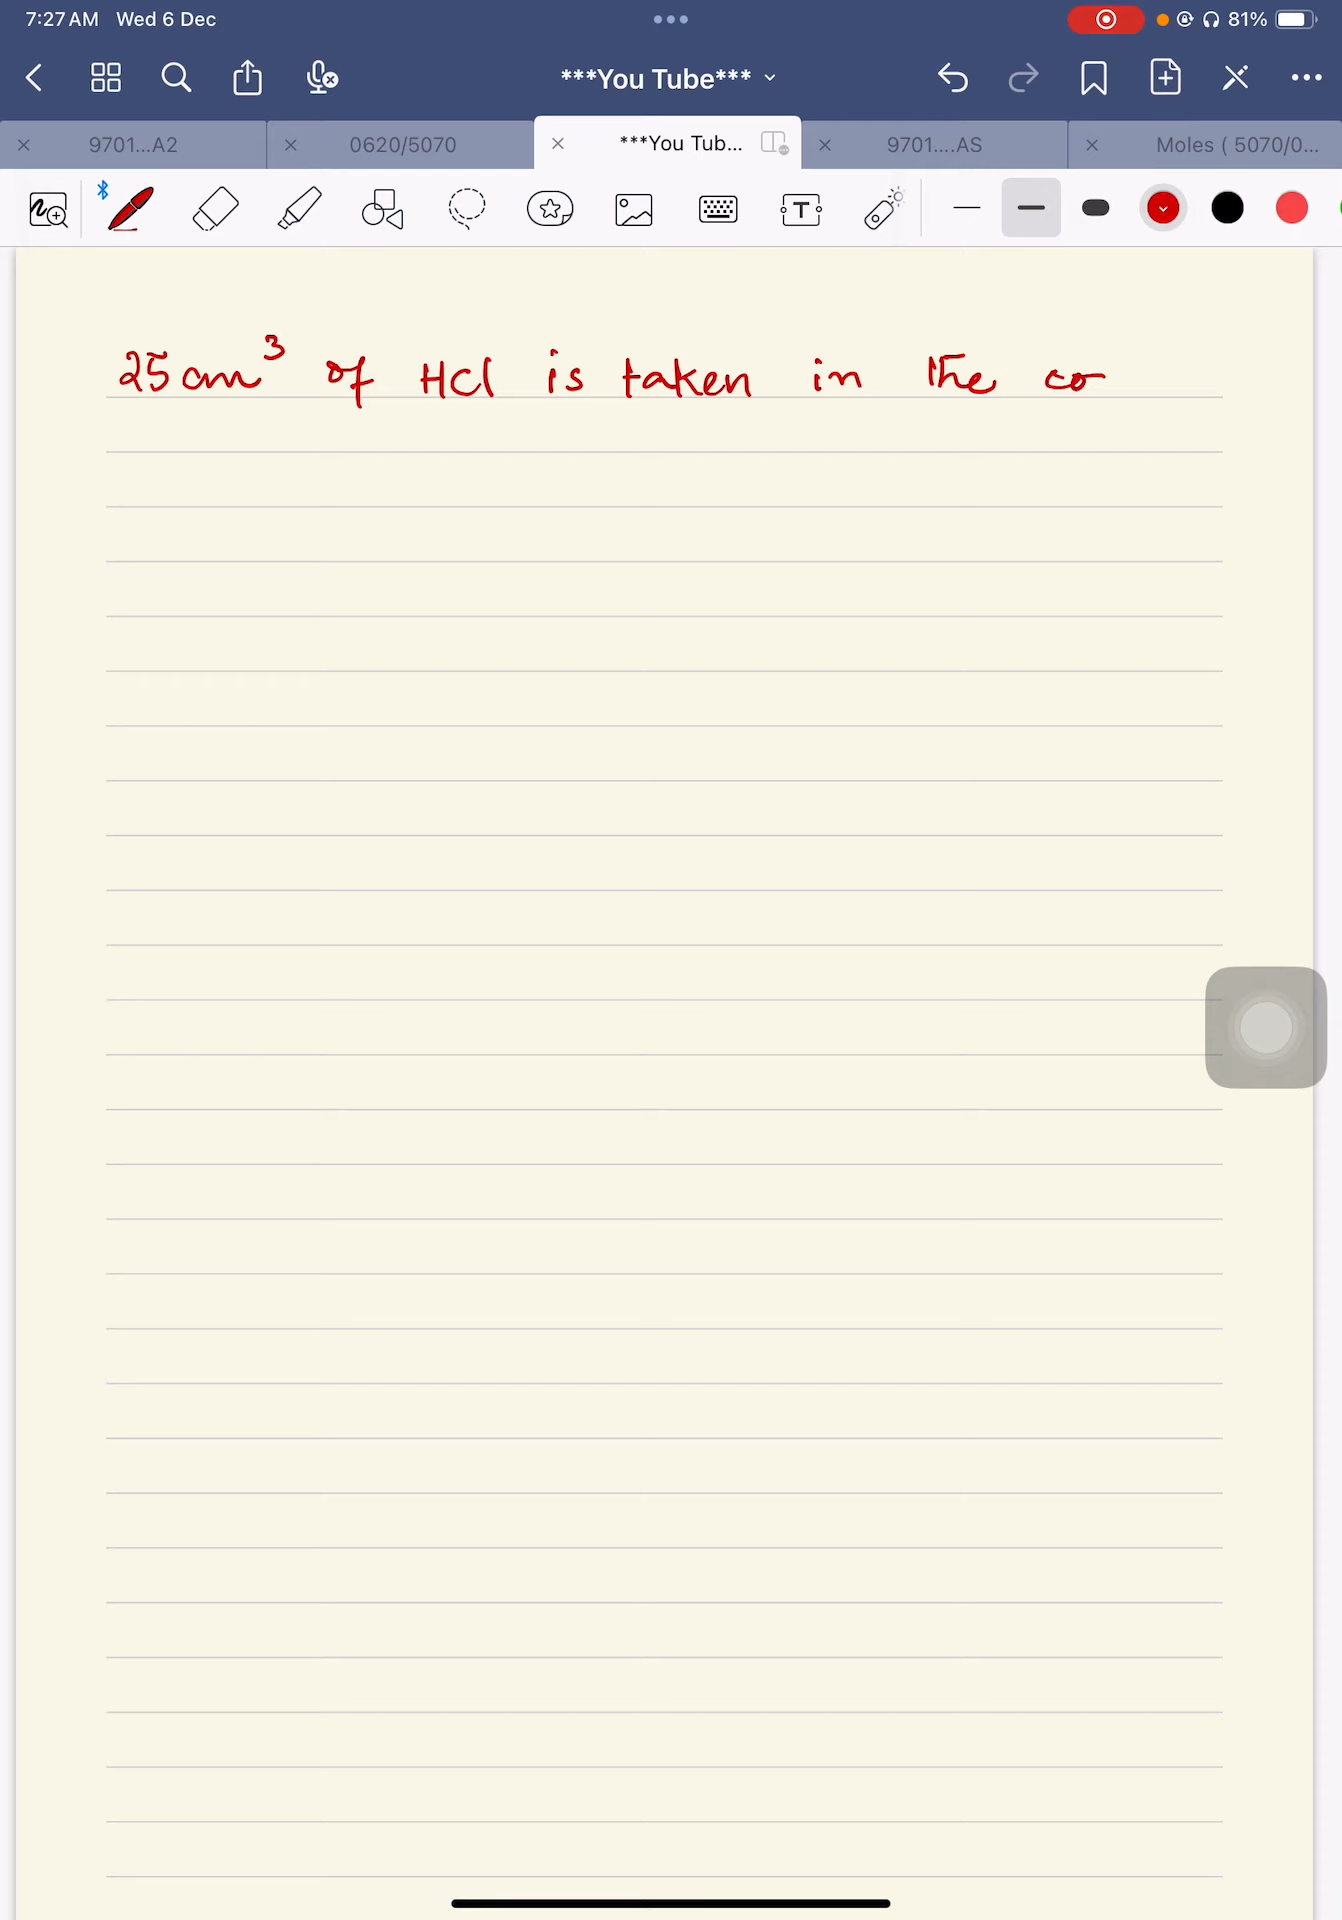 7:27 AM Wed 6 Dec
81%
***You Tube***
9701...A2
0620/5070
***You Tub...
9701....AS
Moles ( 5070/0...
T
25 cm³ of HCl is taken in the co